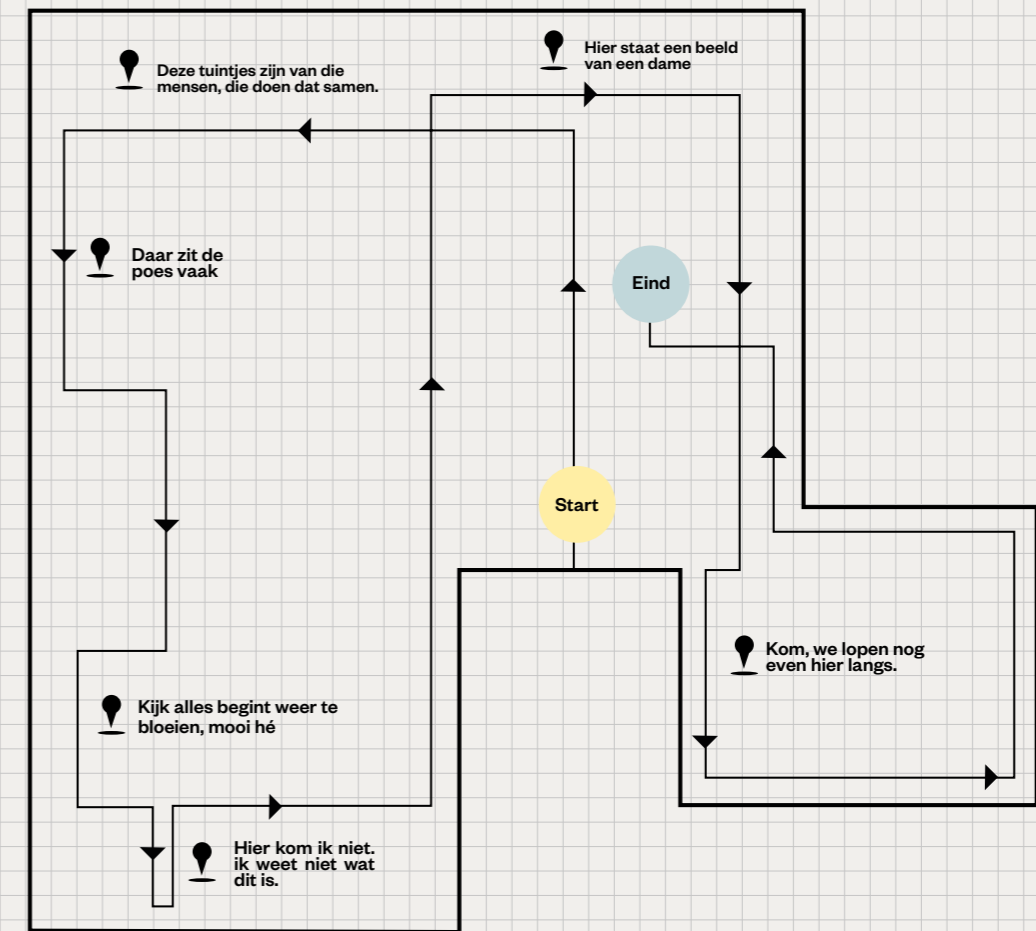 Hier staat een beeld
van een dame
Deze tuintjes zijn van die
mensen, die doen dat samen.
Daar zit de
poes vaak
Eind
Start
Kom, we lopen nog
even hier langs.
Kijk alles begint weer te
bloeien, mooi hé
Hier kom ik niet.
ik weet niet wat
dit is.